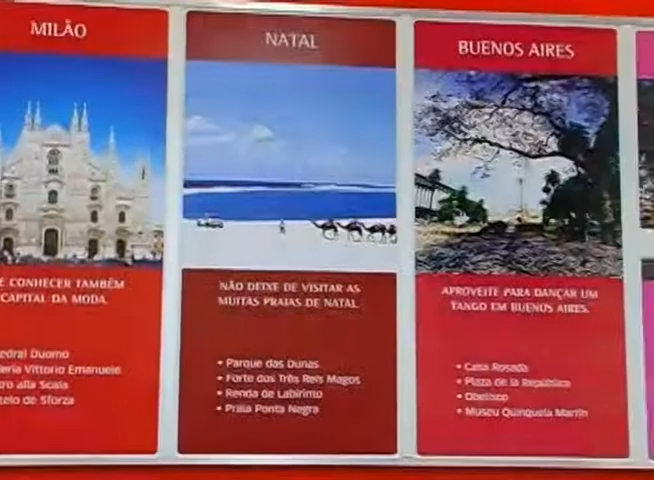 MILÃO
E CONHECER TAMBÉM
CAPITAL DA MODA.
edral Duomo
leria Vittorio Emanuele
tro alla Scala
telo de Sforza
NATAL
NÃO DEIXE DE VISITAR AS
MUITAS PRAIAS DE NATAL.
• Parque das Dunas
• Forte dos Três Reis Magos
• Renda de Labirinto
• Praia Ponta Negra
BUENOS AIRES
APROVEITE PARA DANÇAR UM
TANGO EM BUENOS AIRES.
• Casa Rosada
• Plaza de la República
• Obelisco
• Museu Quinquela Martín